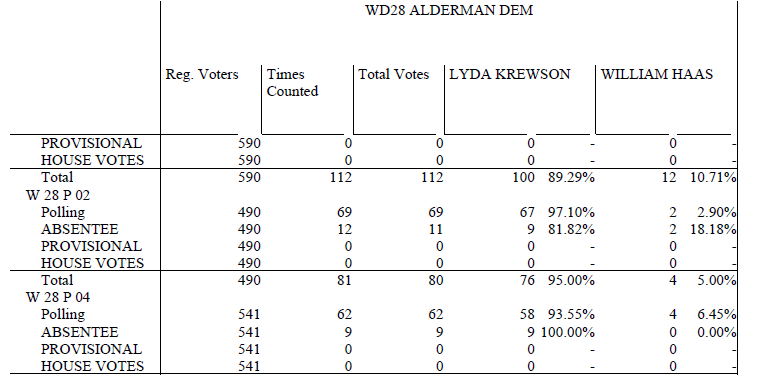 WD28 ALDERMAN DEM
Reg. Voters Times Counted Total Votes LYDA KREWSON WILLIAM HAAS
PROVISIONAL 590 0 0 0 - 0 -
HOUSE VOTES 590 0 0 0 - 0 -
Total 590 112 112 100 89.29% 12 10.71%
W 28 P 02
Polling 490 69 69 67 97.10% 2 2.90%
ABSENTEE 490 12 11 9 81.82% 2 18.18%
PROVISIONAL 490 0 0 0 - 0 -
HOUSE VOTES 490 0 0 0 - 0 -
Total 490 81 80 76 95.00% 4 5.00%
W 28 P 04
Polling 541 62 62 58 93.55% 4 6.45%
ABSENTEE 541 9 9 9 100.00% 0 0.00%
PROVISIONAL 541 0 0 0 - 0 -
HOUSE VOTES 541 0 0 0 - 0 -